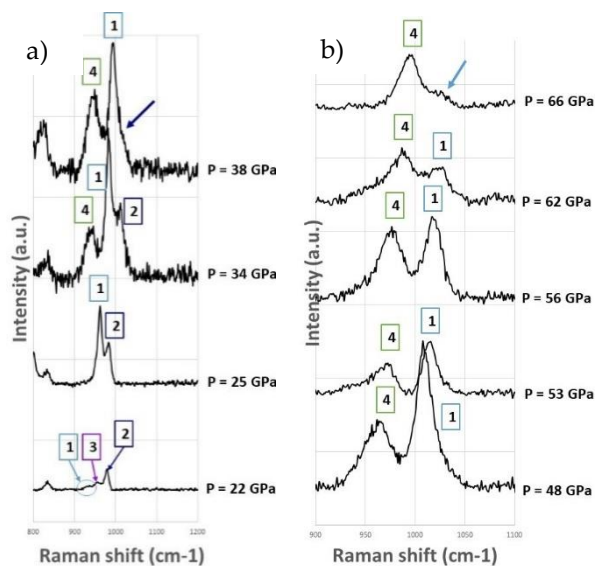 a)
1
4
P = 38 GPa
1
4
2
P = 34 GPa
1
2
P = 25 GPa
1
3
2
P = 22 GPa
Intensity (a.u.)
800
900
1000
1100
1200
Raman shift (cm-1)
b)
4
P = 66 GPa
4
1
P = 62 GPa
4
1
P = 56 GPa
4
1
P = 53 GPa
4
1
P = 48 GPa
Intensity (a.u.)
900
950
1000
1050
1100
Raman shift (cm-1)